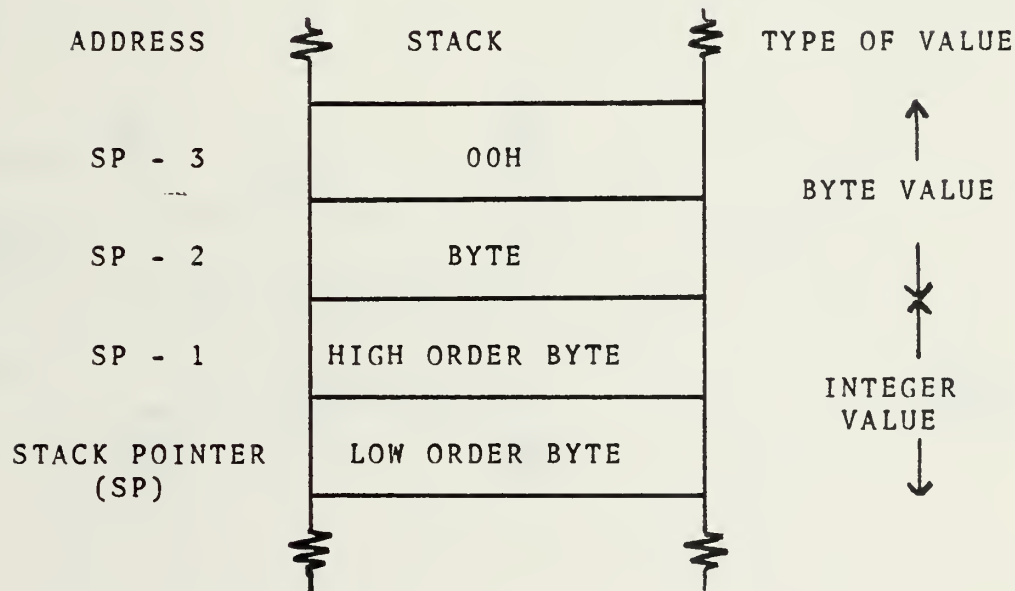 ADDRESS STACK TYPE OF VALUE
SP - 3 00H
BYTE VALUE
SP - 2 BYTE
SP - 1 HIGH ORDER BYTE
INTEGER
VALUE
STACK POINTER LOW ORDER BYTE
(SP)